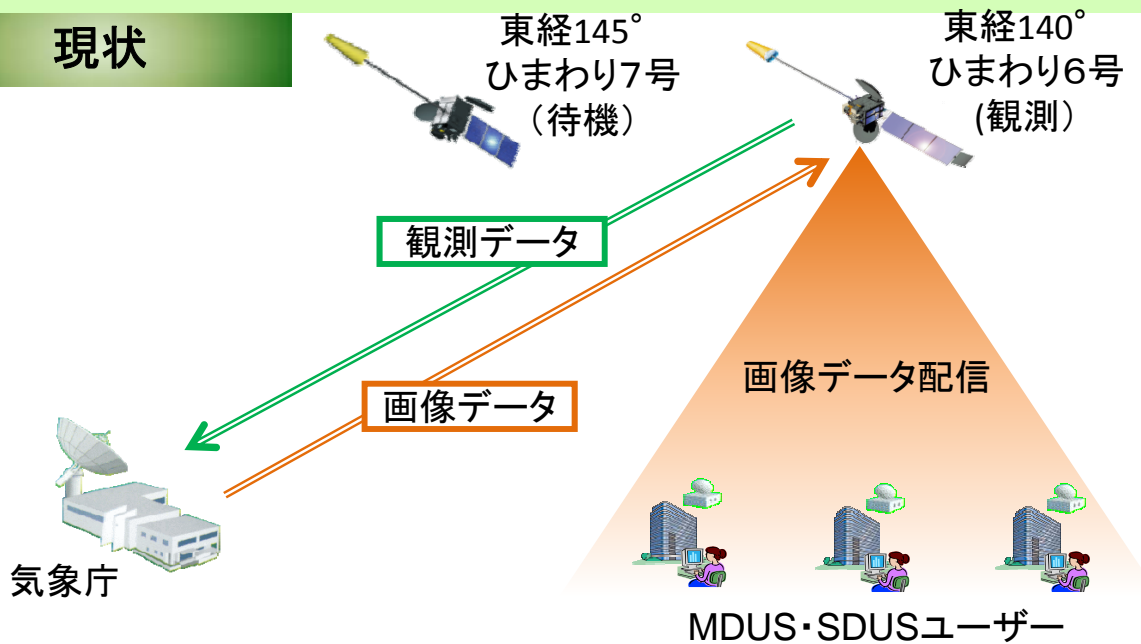 現状
東経145°
ひまわり7号
（待機）
東経140°
ひまわり6号
(観測）
観測データ
画像データ
画像データ配信
気象庁
MDUS・SDUSユーザー